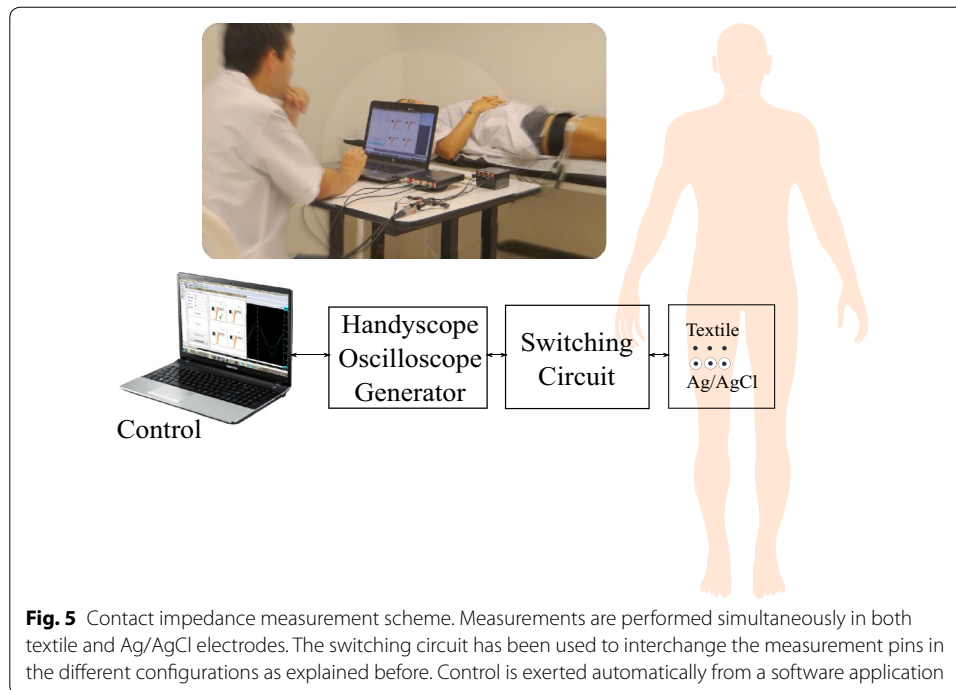 Control
Handyscope
Oscilloscope
Generator
Switching
Circuit
Textile
Ag/AgCl
Fig. 5 Contact impedance measurement scheme. Measurements are performed simultaneously in both
textile and Ag/AgCl electrodes. The switching circuit has been used to interchange the measurement pins in
the different configurations as explained before. Control is exerted automatically from a software application